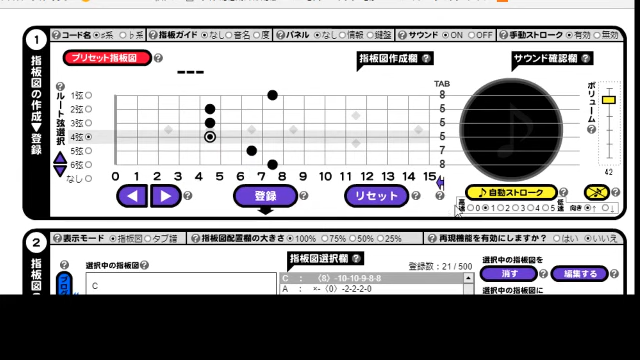 1 ?コード名 ●♯系 ○♭系 ?指板ガイド ●なし ○音名 ○度 ?パネル ●なし ○情報 ○鍵盤 ?サウンド ●ON ○OFF ?手動ストローク ●有効 ○無効
指板図の作成▼登録
プリセット指板図 ?
---
指板図作成欄 ?
サウンド確認欄 ?
ルート弦選択
ボリューム ?
TAB
1弦 8
2弦 5
3弦 5
4弦 5
5弦 7
6弦 8
なし
0 1 2 3 4 5 6 7 8 9 10 11 12 13 14 15
42
◀ ▶ ? 登録 ? リセット ? ? ♪自動ストローク ?
高速 ○0 ●1 ○2 ○3 ○4 ○5 低速 向き ●↑ ○↓
2 ?表示モード ●指板図 ○タブ譜 ?指板図配置欄の大きさ ●100% ○75% ○50% ○25% ?再現機能を有効にしますか? ○はい ●いいえ
指板図の
選択中の指板図 ?
指板図選択欄 ?
登録数:21 / 500
選択中の指板図を
消す ? 編集する ?
選択中の指板図に
C
C : 〈8〉-10-10-9-8-8
A : ×-〈0〉-2-2-2-0